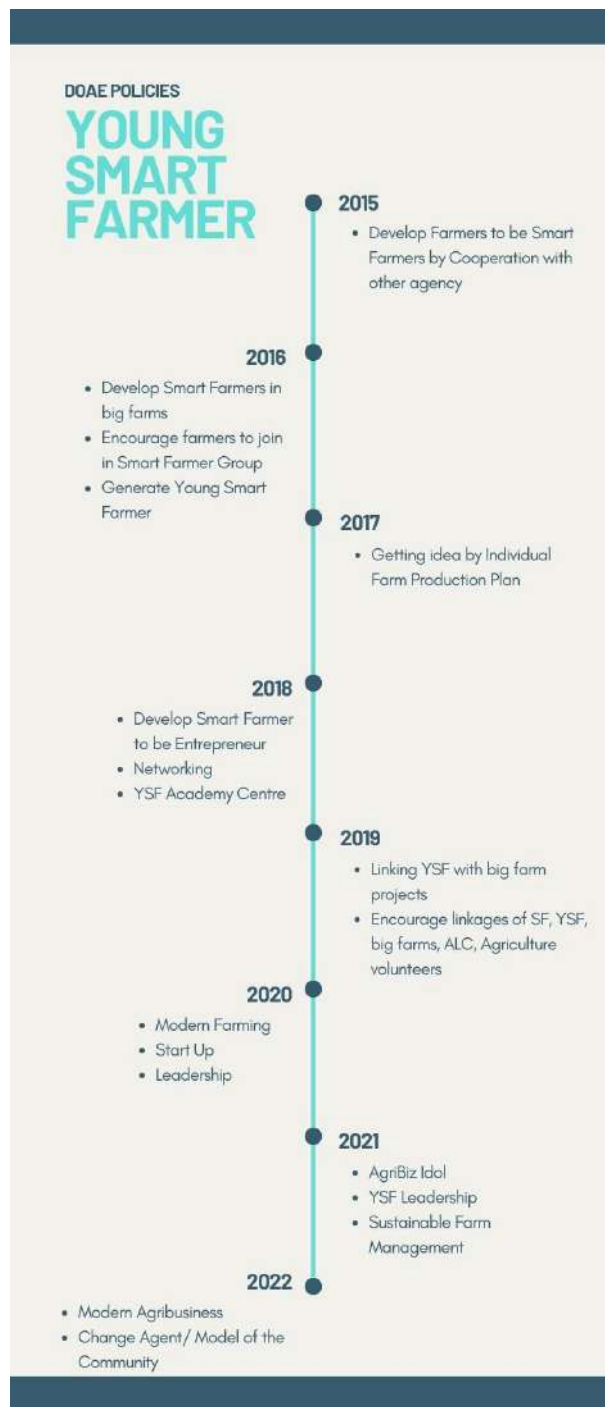 DOAE POLICIES
YOUNG
SMART
FARMER
2015
• Develop Farmers to be Smart
Farmers by Cooperation with
other agency
2016
• Develop Smart Farmers in
big farms
• Encourage farmers to join
in Smart Farmer Group
• Generate Young Smart
Farmer
2017
• Getting idea by Individual
Farm Production Plan
2018
• Develop Smart Farmer
to be Entrepreneur
• Networking
• YSF Academy Centre
2019
• Linking YSF with big farm
projects
• Encourage linkages of SF, YSF,
big farms, ALC, Agriculture
volunteers
2020
• Modern Farming
• Start Up
• Leadership
2021
• AgriBiz Idol
• YSF Leadership
• Sustainable Farm
Management
2022
• Modern Agribusiness
• Change Agent/ Model of the
Community